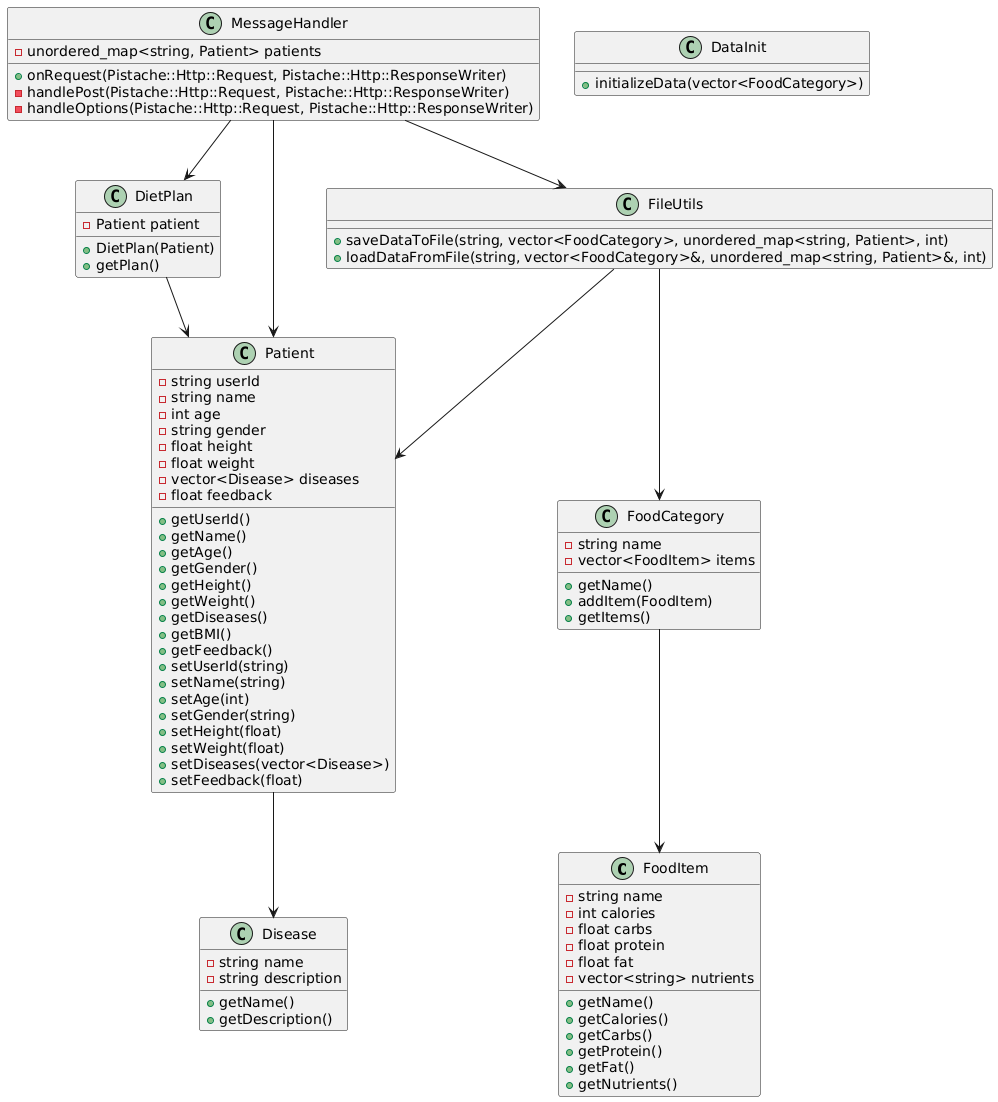 C MessageHandler
unordered_map<string, Patient> patients
onRequest(Pistache::Http::Request, Pistache::Http::ResponseWriter)
handlePost(Pistache::Http::Request, Pistache::Http::ResponseWriter)
handleOptions(Pistache::Http::Request, Pistache::Http::ResponseWriter)
C DataInit
initializeData(vector<FoodCategory>)
C DietPlan
Patient patient
DietPlan(Patient)
getPlan()
C FileUtils
saveDataToFile(string, vector<FoodCategory>, unordered_map<string, Patient>, int)
loadDataFromFile(string, vector<FoodCategory>&, unordered_map<string, Patient>&, int)
C Patient
string userId
string name
int age
string gender
float height
float weight
vector<Disease> diseases
float feedback
getUserId()
getName()
getAge()
getGender()
getHeight()
getWeight()
getDiseases()
getBMI()
getFeedback()
setUserId(string)
setName(string)
setAge(int)
setGender(string)
setHeight(float)
setWeight(float)
setDiseases(vector<Disease>)
setFeedback(float)
C FoodCategory
string name
vector<FoodItem> items
getName()
addItem(FoodItem)
getItems()
C Disease
string name
string description
getName()
getDescription()
C FoodItem
string name
int calories
float carbs
float protein
float fat
vector<string> nutrients
getName()
getCalories()
getCarbs()
getProtein()
getFat()
getNutrients()